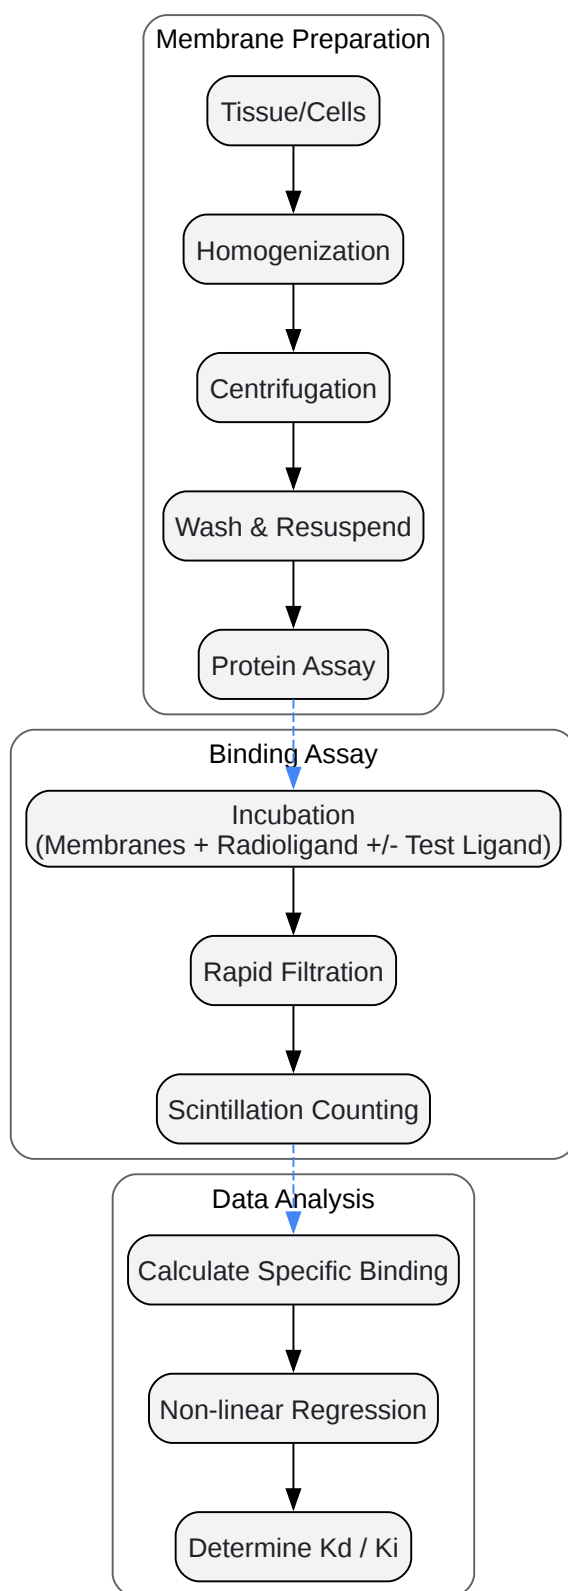 Membrane Preparation
Tissue/Cells
Homogenization
Centrifugation
Wash & Resuspend
Protein Assay
Binding Assay
Incubation
(Membranes + Radioligand +/- Test Ligand)
Rapid Filtration
Scintillation Counting
Data Analysis
Calculate Specific Binding
Non-linear Regression
Determine Kd / Ki